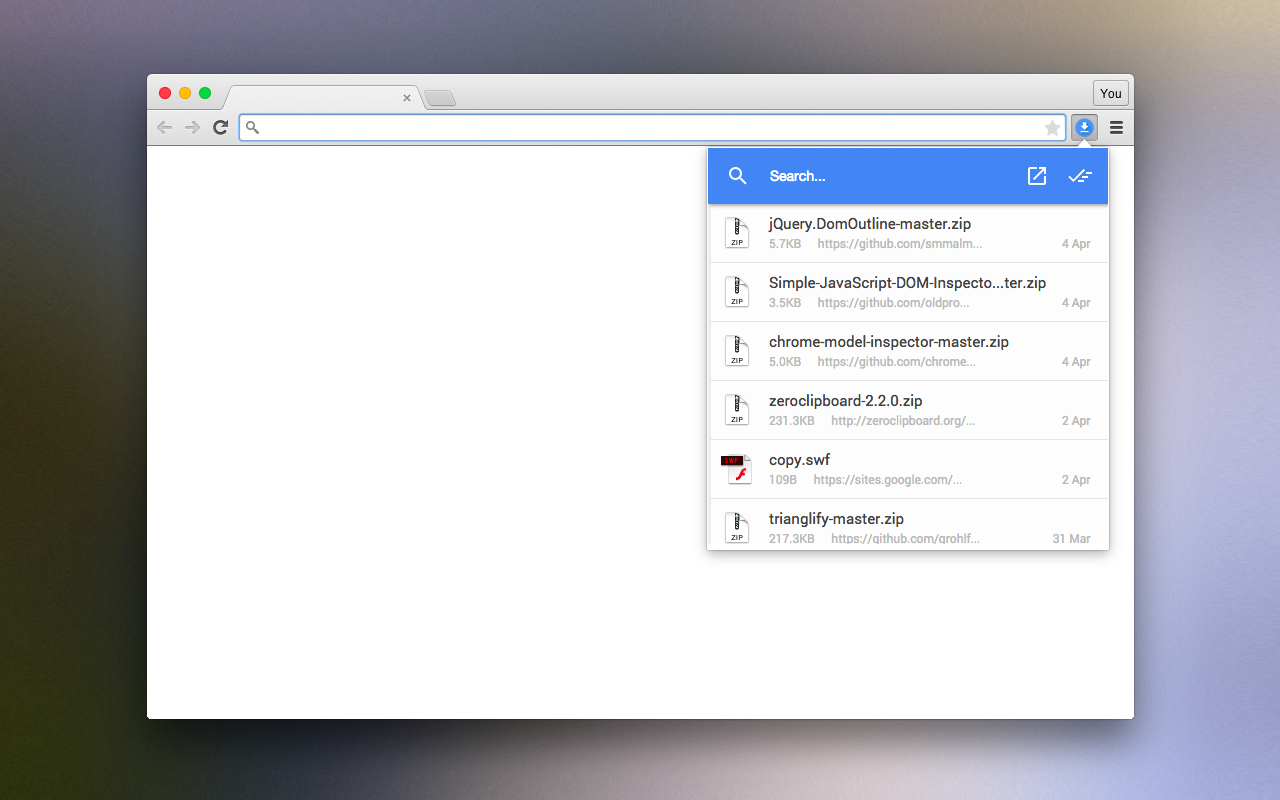 You
Search...
jQuery.DomOutline-master.zip
ZIP
5.7KB https://github.com/smmalm... 4 Apr
Simple-JavaScript-DOM-Inspecto...ter.zip
ZIP
3.5KB https://github.com/oldpro... 4 Apr
chrome-model-inspector-master.zip
ZIP
5.0KB https://github.com/chrome... 4 Apr
zeroclipboard-2.2.0.zip
ZIP
231.3KB http://zeroclipboard.org/... 2 Apr
copy.swf
SWF
109B https://sites.google.com/... 2 Apr
trianglify-master.zip
ZIP
217.3KB https://github.com/qrohlf... 31 Mar